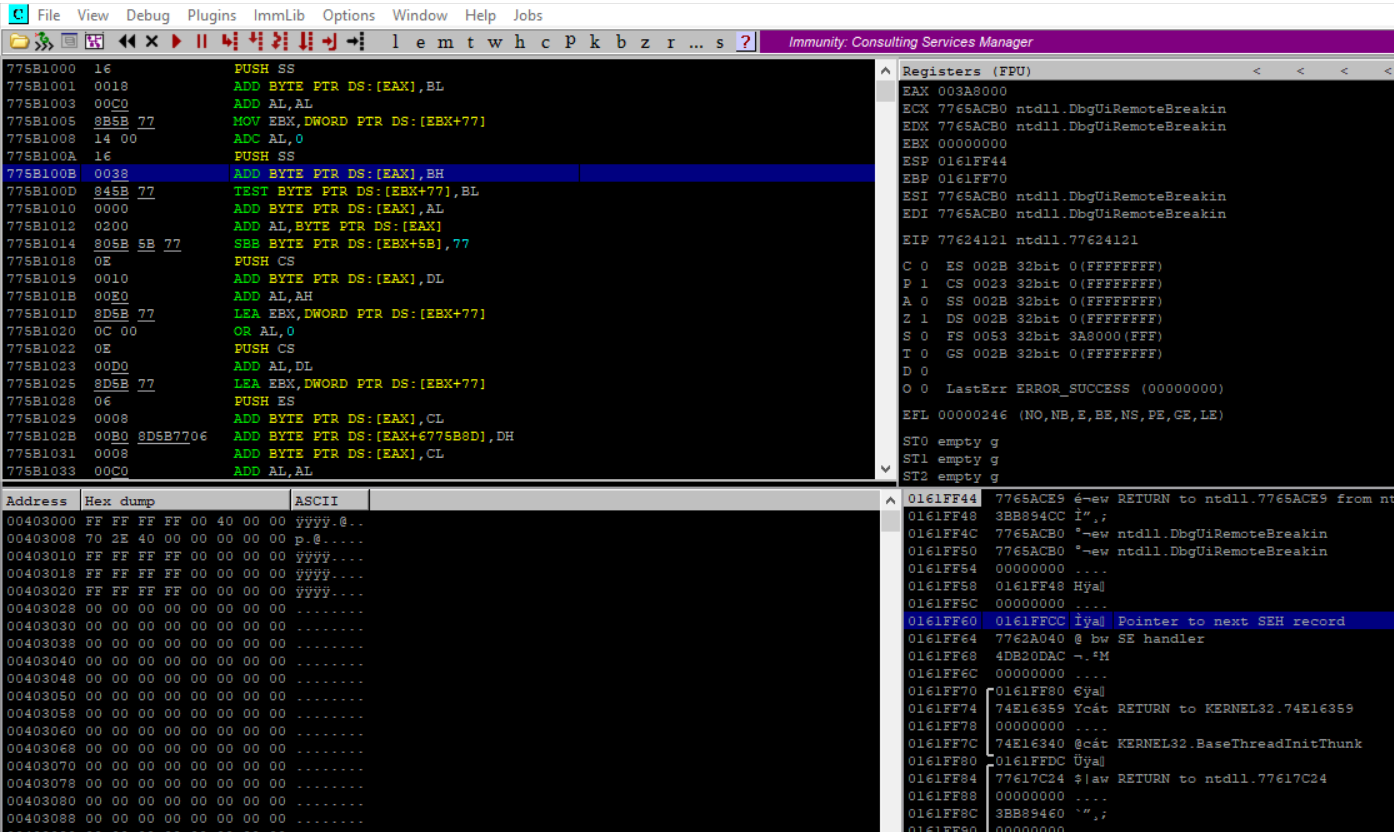 C File View Debug Plugins ImmLib Options Window Help Jobs
l e m t w h c P k b z r ... s ? Immunity: Consulting Services Manager
775B1000 16 PUSH SS
775B1001 0018 ADD BYTE PTR DS:[EAX],BL
775B1003 00C0 ADD AL,AL
775B1005 8B5B 77 MOV EBX,DWORD PTR DS:[EBX+77]
775B1008 14 00 ADC AL,0
775B100A 16 PUSH SS
775B100B 0038 ADD BYTE PTR DS:[EAX],BH
775B100D 845B 77 TEST BYTE PTR DS:[EBX+77],BL
775B1010 0000 ADD BYTE PTR DS:[EAX],AL
775B1012 0200 ADD AL,BYTE PTR DS:[EAX]
775B1014 805B 5B 77 SBB BYTE PTR DS:[EBX+5B],77
775B1018 0E PUSH CS
775B1019 0010 ADD BYTE PTR DS:[EAX],DL
775B101B 00E0 ADD AL,AH
775B101D 8D5B 77 LEA EBX,DWORD PTR DS:[EBX+77]
775B1020 0C 00 OR AL,0
775B1022 0E PUSH CS
775B1023 00D0 ADD AL,DL
775B1025 8D5B 77 LEA EBX,DWORD PTR DS:[EBX+77]
775B1028 06 PUSH ES
775B1029 0008 ADD BYTE PTR DS:[EAX],CL
775B102B 00B0 8D5B7706 ADD BYTE PTR DS:[EAX+6775B8D],DH
775B1031 0008 ADD BYTE PTR DS:[EAX],CL
775B1033 00C0 ADD AL,AL
Registers (FPU) < < < <
EAX 003A8000
ECX 7765ACB0 ntdll.DbgUiRemoteBreakin
EDX 7765ACB0 ntdll.DbgUiRemoteBreakin
EBX 00000000
ESP 0161FF44
EBP 0161FF70
ESI 7765ACB0 ntdll.DbgUiRemoteBreakin
EDI 7765ACB0 ntdll.DbgUiRemoteBreakin
EIP 77624121 ntdll.77624121
C 0 ES 002B 32bit 0(FFFFFFFF)
P 1 CS 0023 32bit 0(FFFFFFFF)
A 0 SS 002B 32bit 0(FFFFFFFF)
Z 1 DS 002B 32bit 0(FFFFFFFF)
S 0 FS 0053 32bit 3A8000(FFF)
T 0 GS 002B 32bit 0(FFFFFFFF)
D 0
O 0 LastErr ERROR_SUCCESS (00000000)
EFL 00000246 (NO,NB,E,BE,NS,PE,GE,LE)
ST0 empty g
ST1 empty g
ST2 empty g
Address Hex dump ASCII
00403000 FF FF FF FF 00 40 00 00 ÿÿÿÿ.@..
00403008 70 2E 40 00 00 00 00 00 p.@.....
00403010 FF FF FF FF 00 00 00 00 ÿÿÿÿ....
00403018 FF FF FF FF 00 00 00 00 ÿÿÿÿ....
00403020 FF FF FF FF 00 00 00 00 ÿÿÿÿ....
00403028 00 00 00 00 00 00 00 00 ........
00403030 00 00 00 00 00 00 00 00 ........
00403038 00 00 00 00 00 00 00 00 ........
00403040 00 00 00 00 00 00 00 00 ........
00403048 00 00 00 00 00 00 00 00 ........
00403050 00 00 00 00 00 00 00 00 ........
00403058 00 00 00 00 00 00 00 00 ........
00403060 00 00 00 00 00 00 00 00 ........
00403068 00 00 00 00 00 00 00 00 ........
00403070 00 00 00 00 00 00 00 00 ........
00403078 00 00 00 00 00 00 00 00 ........
00403080 00 00 00 00 00 00 00 00 ........
00403088 00 00 00 00 00 00 00 00 ........
0161FF44 7765ACE9 é¬ew RETURN to ntdll.7765ACE9 from nt
0161FF48 3BB894CC Ì”¸;
0161FF4C 7765ACB0 °¬ew ntdll.DbgUiRemoteBreakin
0161FF50 7765ACB0 °¬ew ntdll.DbgUiRemoteBreakin
0161FF54 00000000 ....
0161FF58 0161FF48 Hÿa
0161FF5C 00000000 ....
0161FF60 0161FFCC Ìÿa Pointer to next SEH record
0161FF64 7762A040 @ bw SE handler
0161FF68 4DB20DAC ¬.²M
0161FF6C 00000000 ....
0161FF70 0161FF80 €ÿa
0161FF74 74E16359 Ycát RETURN to KERNEL32.74E16359
0161FF78 00000000 ....
0161FF7C 74E16340 @cát KERNEL32.BaseThreadInitThunk
0161FF80 0161FFDC Üÿa
0161FF84 77617C24 $|aw RETURN to ntdll.77617C24
0161FF88 00000000 ....
0161FF8C 3BB89460 `”¸;
0161FF90 00000000